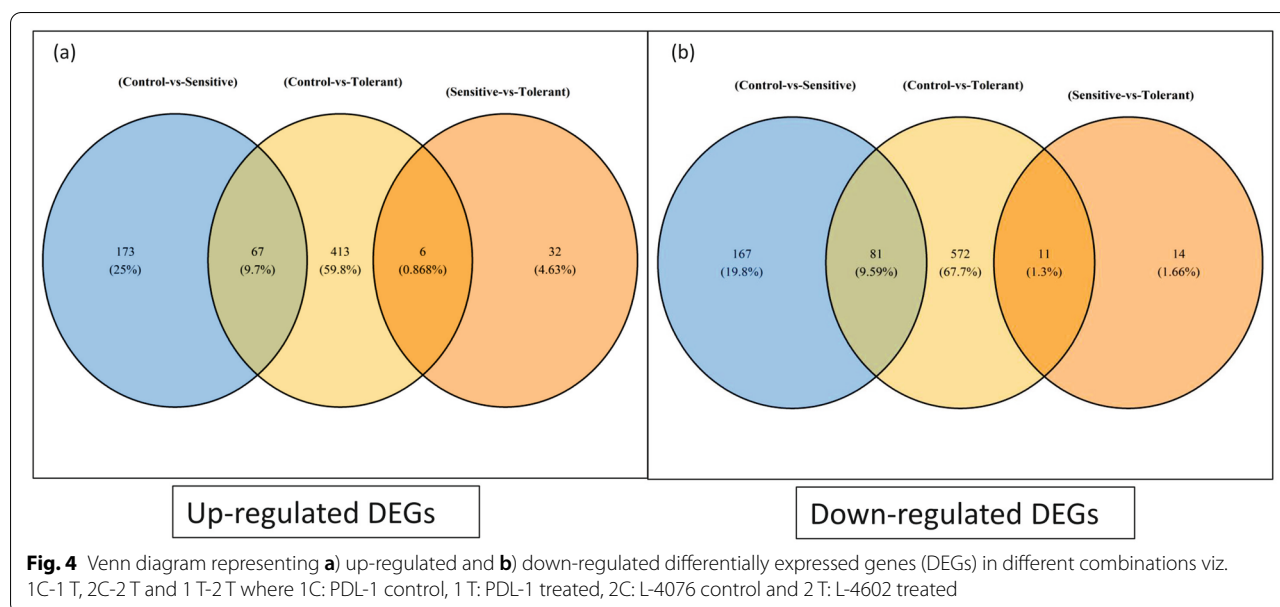 (a)
(Control-vs-Sensitive)
(Control-vs-Tolerant)
(Sensitive-vs-Tolerant)
173
(25%)
67
(9.7%)
413
(59.8%)
6
(0.868%)
32
(4.63%)
Up-regulated DEGs
(b)
(Control-vs-Sensitive)
(Control-vs-Tolerant)
(Sensitive-vs-Tolerant)
167
(19.8%)
81
(9.59%)
572
(67.7%)
11
(1.3%)
14
(1.66%)
Down-regulated DEGs
Fig. 4 Venn diagram representing a) up-regulated and b) down-regulated differentially expressed genes (DEGs) in different combinations viz.
1C-1 T, 2C-2 T and 1 T-2 T where 1C: PDL-1 control, 1 T: PDL-1 treated, 2C: L-4076 control and 2 T: L-4602 treated